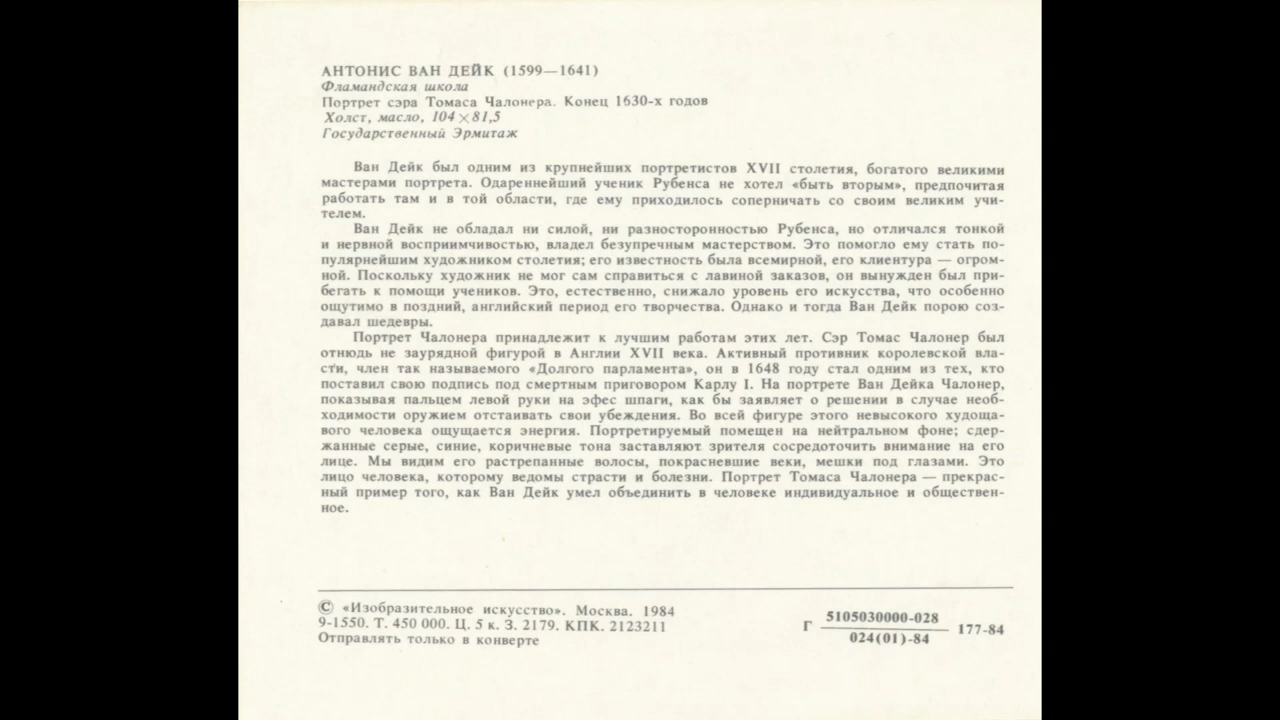 АНТОНИС ВАН ДЕЙК (1599—1641)
Фламандская школа
Портрет сэра Томаса Чалонера. Конец 1630-х годов
Холст, масло, 104×81,5
Государственный Эрмитаж
Ван Дейк был одним из крупнейших портретистов XVII столетия, богатого великими
мастерами портрета. Одареннейший ученик Рубенса не хотел «быть вторым», предпочитая
работать там и в той области, где ему приходилось соперничать со своим великим учи-
телем.
Ван Дейк не обладал ни силой, ни разносторонностью Рубенса, но отличался тонкой
и нервной восприимчивостью, владел безупречным мастерством. Это помогло ему стать по-
пулярнейшим художником столетия; его известность была всемирной, его клиентура — огром-
ной. Поскольку художник не мог сам справиться с лавиной заказов, он вынужден был при-
бегать к помощи учеников. Это, естественно, снижало уровень его искусства, что особенно
ощутимо в поздний, английский период его творчества. Однако и тогда Ван Дейк порою соз-
давал шедевры.
Портрет Чалонера принадлежит к лучшим работам этих лет. Сэр Томас Чалонер был
отнюдь не заурядной фигурой в Англии XVII века. Активный противник королевской вла-
сти, член так называемого «Долгого парламента», он в 1648 году стал одним из тех, кто
поставил свою подпись под смертным приговором Карлу I. На портрете Ван Дейка Чалонер,
показывая пальцем левой руки на эфес шпаги, как бы заявляет о решении в случае необ-
ходимости оружием отстаивать свои убеждения. Во всей фигуре этого невысокого худоща-
вого человека ощущается энергия. Портретируемый помещен на нейтральном фоне; сдер-
жанные серые, синие, коричневые тона заставляют зрителя сосредоточить внимание на его
лице. Мы видим его растрепанные волосы, покрасневшие веки, мешки под глазами. Это
лицо человека, которому ведомы страсти и болезни. Портрет Томаса Чалонера — прекрас-
ный пример того, как Ван Дейк умел объединить в человеке индивидуальное и обществен-
ное.
© «Изобразительное искусство». Москва. 1984
9-1550. Т. 450 000. Ц. 5 к. З. 2179. КПК. 2123211
Отправлять только в конверте
Г 5105030000-028
024(01)-84
177-84